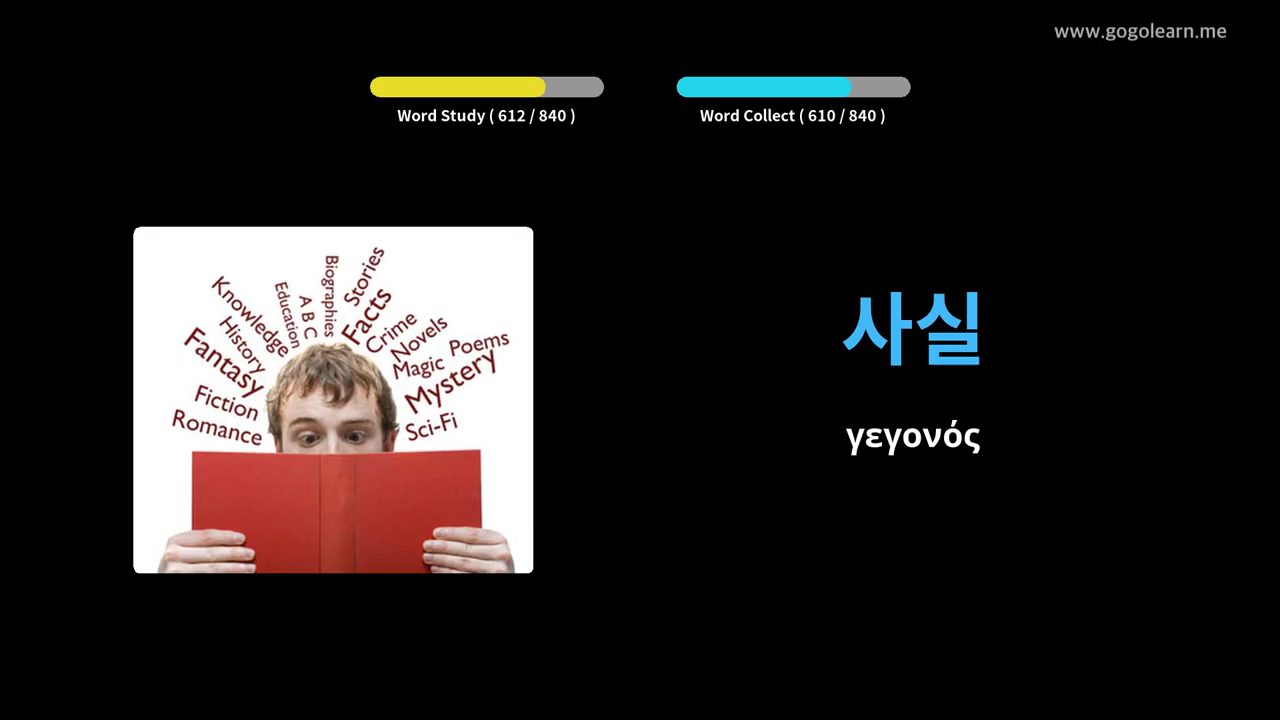 www.gogolearn.me
Word Study ( 612 / 840 )
Word Collect ( 610 / 840 )
Knowledge
History
Fantasy
Fiction
Romance
Education
A B C
Biographies
Stories
Facts
Crime
Novels
Magic
Poems
Mystery
Sci-Fi
사실
γεγονός